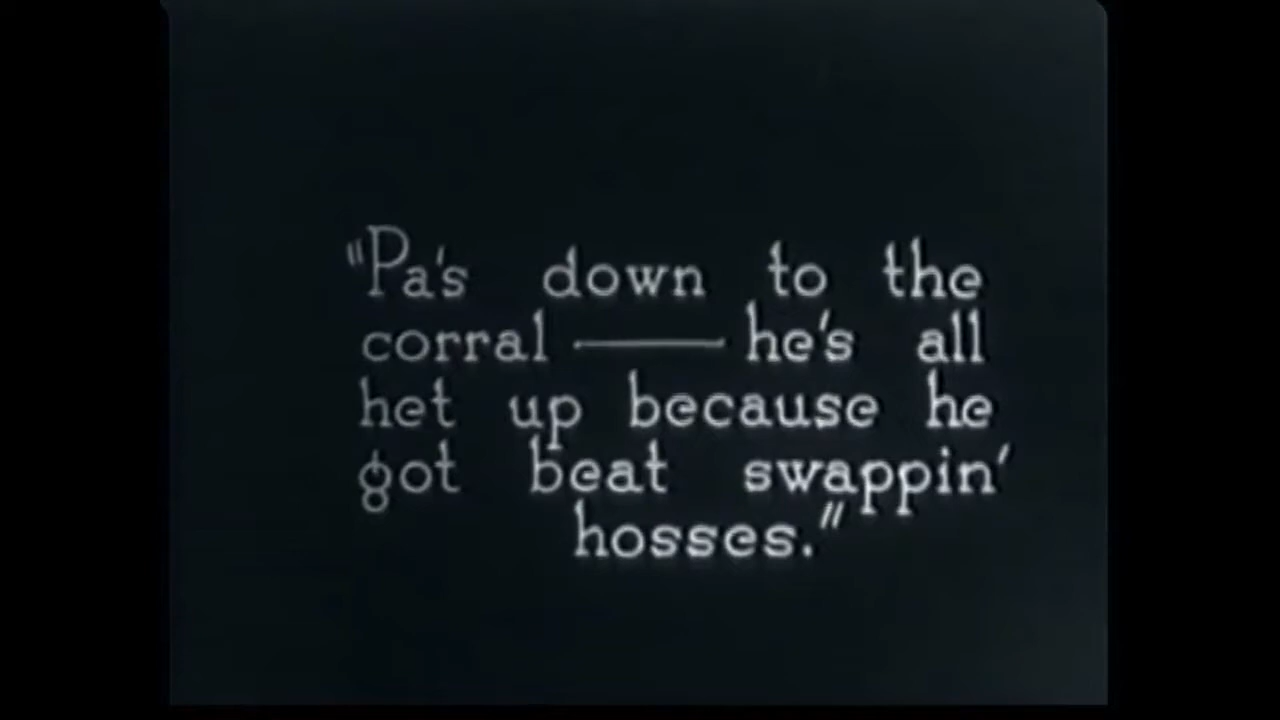 "Pa's down to the
corral —— he's all
het up because he
got beat swappin'
hosses."